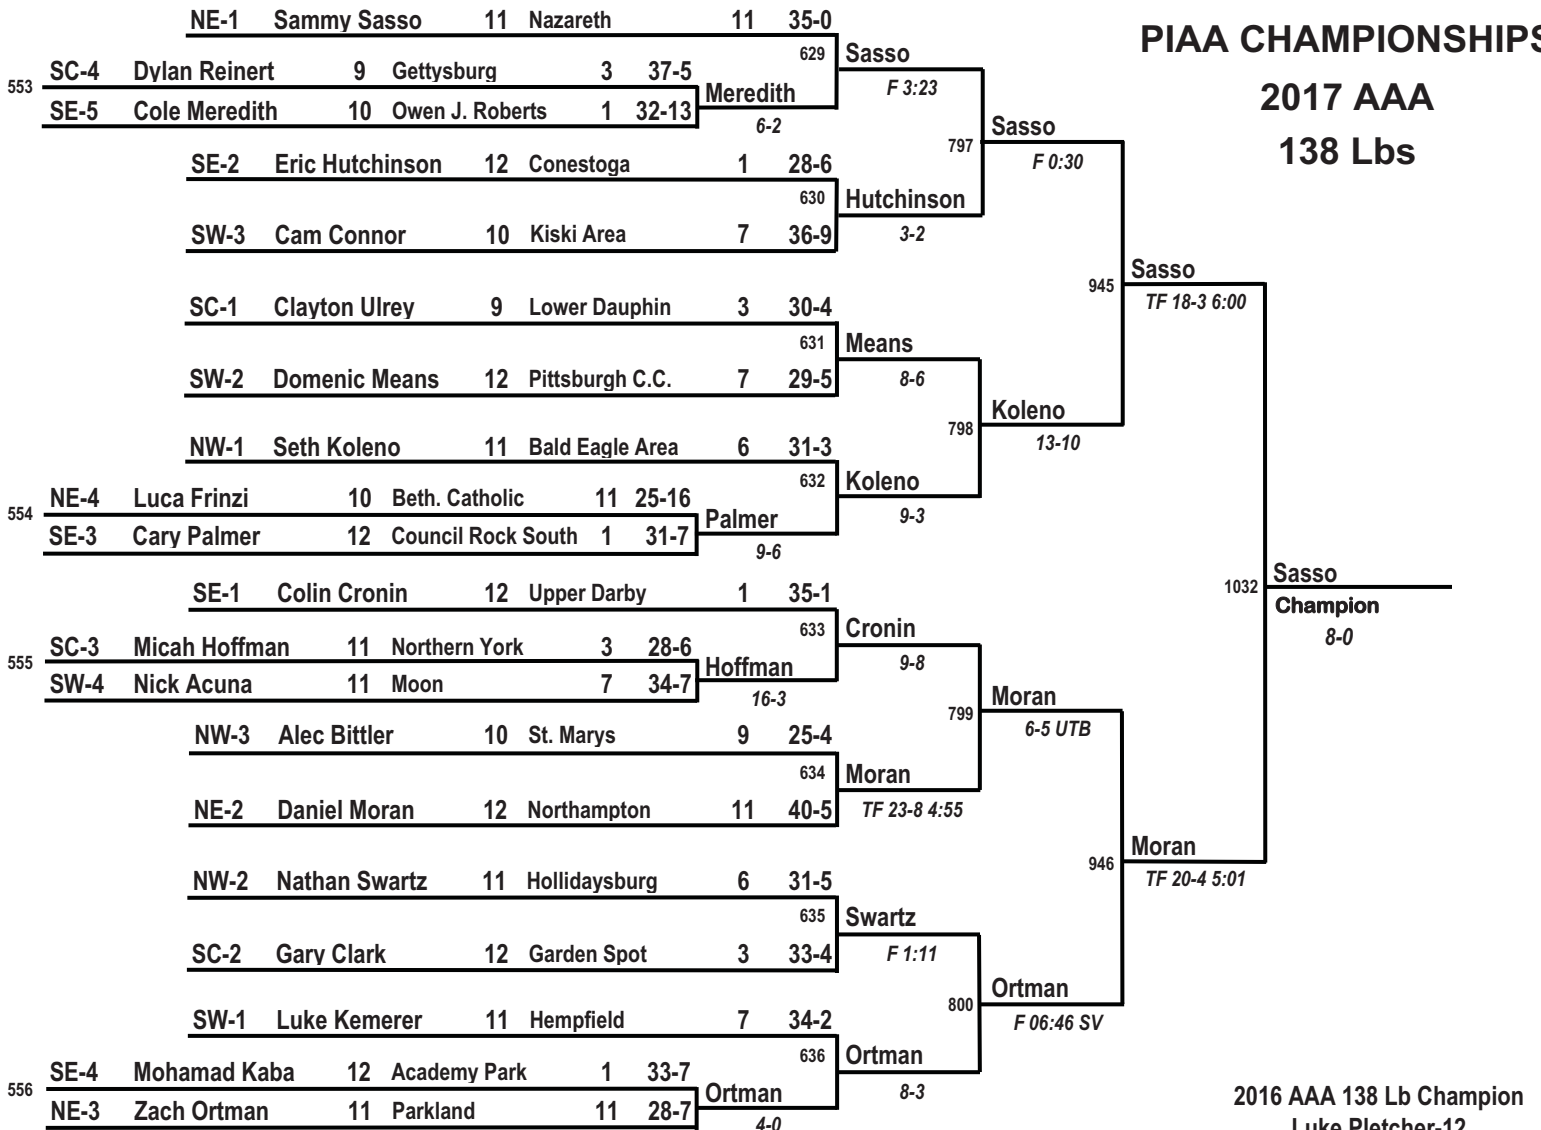 NE-1 Sammy Sasso 11 Nazareth 11 35-0
PIAA CHAMPIONSHIPS
629 Sasso
SC-4 Dylan Reinert 9 Gettysburg 3 37-5
F 3:23
553
Meredith
2017 AAA
SE-5 Cole Meredith 10 Owen J. Roberts 1 32-13
6-2
Sasso
797
138 Lbs
SE-2 Eric Hutchinson 12 Conestoga 1 28-6
F 0:30
630 Hutchinson
SW-3 Cam Connor 10 Kiski Area 7 36-9
3-2
Sasso
945
SC-1 Clayton Ulrey 9 Lower Dauphin 3 30-4
TF 18-3 6:00
631 Means
SW-2 Domenic Means 12 Pittsburgh C.C. 7 29-5
8-6
Koleno
798
13-10
NW-1 Seth Koleno 11 Bald Eagle Area 6 31-3
632 Koleno
NE-4 Luca Frinzi 10 Beth. Catholic 11 25-16
554
Palmer
9-3
SE-3 Cary Palmer 12 Council Rock South 1 31-7
9-6
Sasso
1032
SE-1 Colin Cronin 12 Upper Darby 1 35-1
Champion
633 Cronin
8-0
SC-3 Micah Hoffman 11 Northern York 3 28-6
555
Hoffman
9-8
SW-4 Nick Acuna 11 Moon 7 34-7
16-3
Moran
799
6-5 UTB
NW-3 Alec Bittler 10 St. Marys 9 25-4
634 Moran
NE-2 Daniel Moran 12 Northampton 11 40-5
TF 23-8 4:55
Moran
946
TF 20-4 5:01
NW-2 Nathan Swartz 11 Hollidaysburg 6 31-5
635 Swartz
SC-2 Gary Clark 12 Garden Spot 3 33-4
F 1:11
Ortman
800
SW-1 Luke Kemerer 11 Hempfield 7 34-2
F 06:46 SV
636 Ortman
SE-4 Mohamad Kaba 12 Academy Park 1 33-7
556
Ortman
8-3
2016 AAA 138 Lb Champion
NE-3 Zach Ortman 11 Parkland 11 28-7
4-0
Luke Pletcher-12